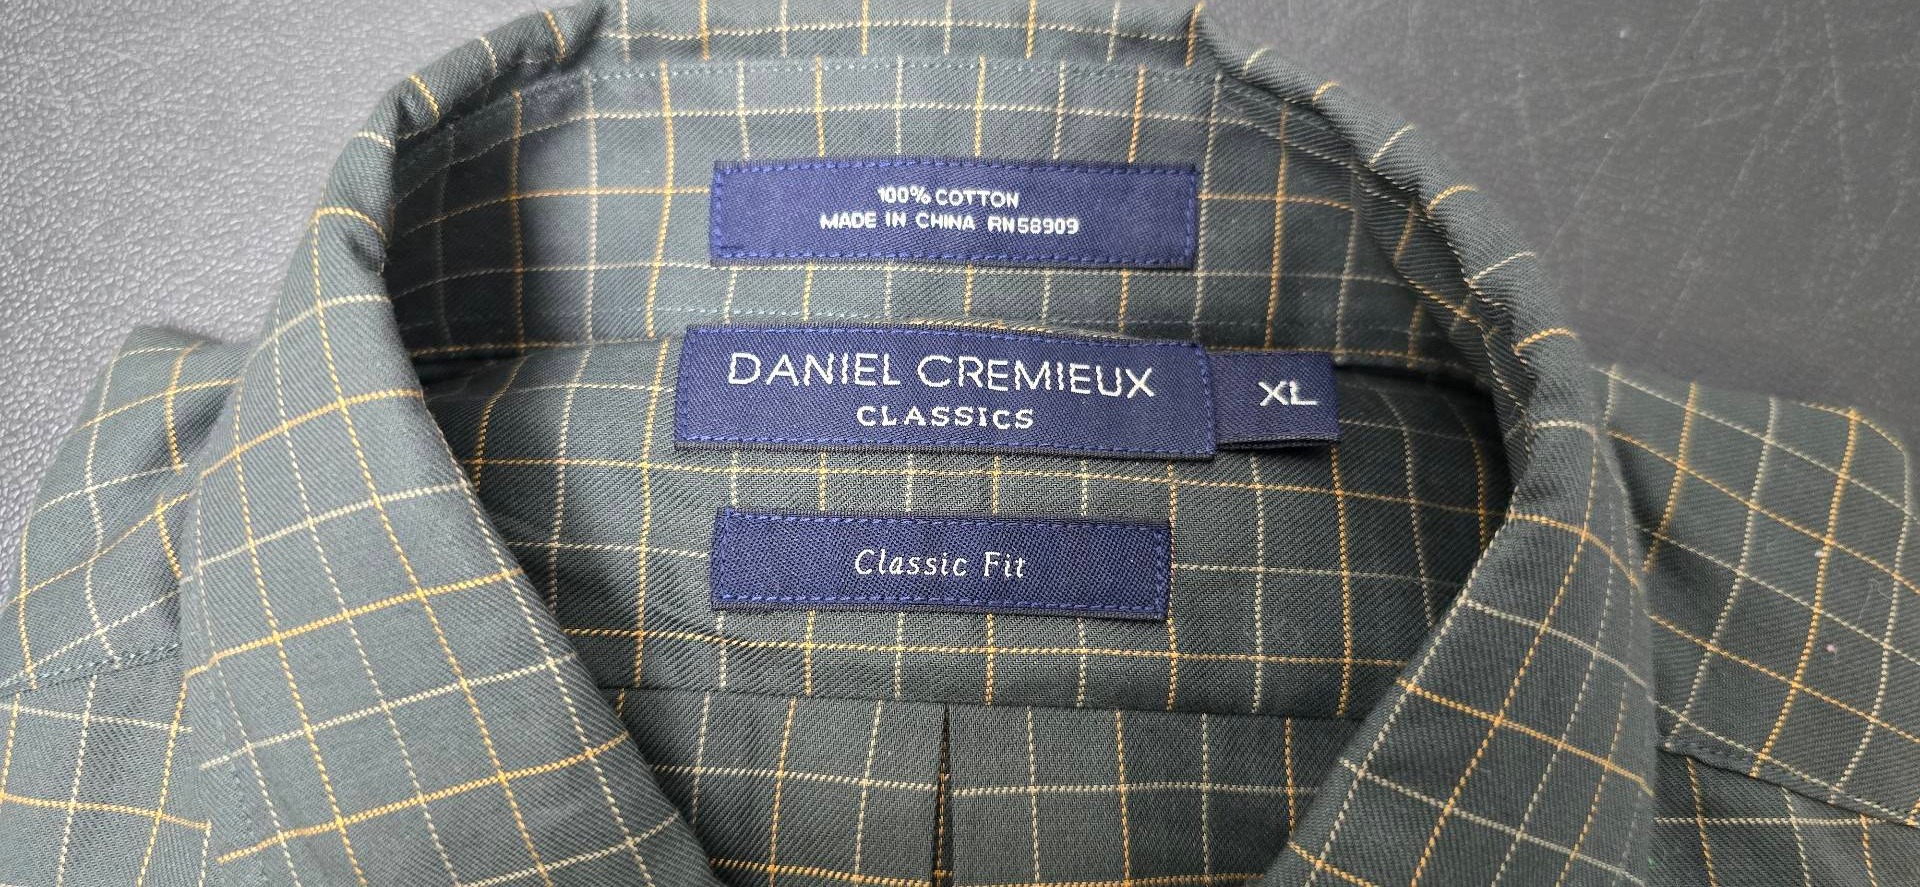 100% COTTON
MADE IN CHINA RN58909
DANIEL CREMIEUX
CLASSICS
XL
Classic Fit